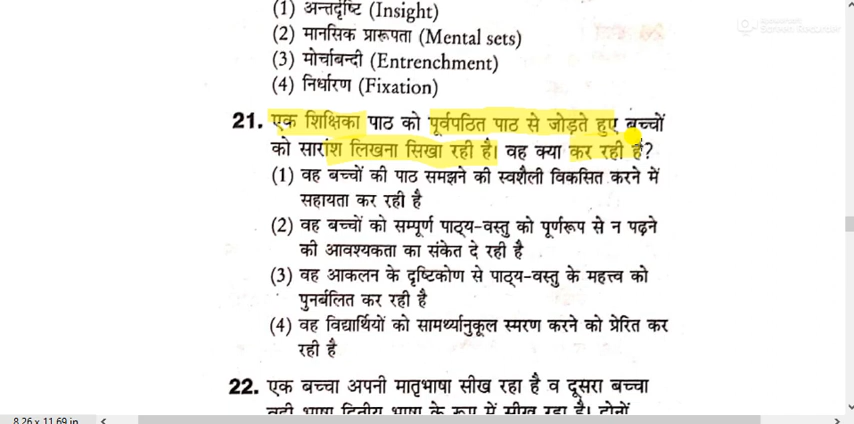 (1) अन्तर्दृष्टि (Insight)
(2) मानसिक प्रारूपता (Mental sets)
(3) मोर्चाबन्दी (Entrenchment)
(4) निर्धारण (Fixation)
21. एक शिक्षिका पाठ को पूर्वपठित पाठ से जोड़ते हुए बच्चों
को सारांश लिखना सिखा रही है। वह क्या कर रही है?
(1) वह बच्चों की पाठ समझने की स्वशैली विकसित करने में
सहायता कर रही है
(2) वह बच्चों को सम्पूर्ण पाठ्य-वस्तु को पूर्णरूप से न पढ़ने
की आवश्यकता का संकेत दे रही है
(3) वह आकलन के दृष्टिकोण से पाठ्य-वस्तु के महत्त्व को
पुनर्बलित कर रही है
(4) वह विद्यार्थियों को सामर्थ्यानुकूल स्मरण करने को प्रेरित कर
रही है
22. एक बच्चा अपनी मातृभाषा सीख रहा है व दूसरा बच्चा
वही भाषा द्वितीय भाषा के रूप में सीख रहा है। दोनों
8.26 x 11.69 in